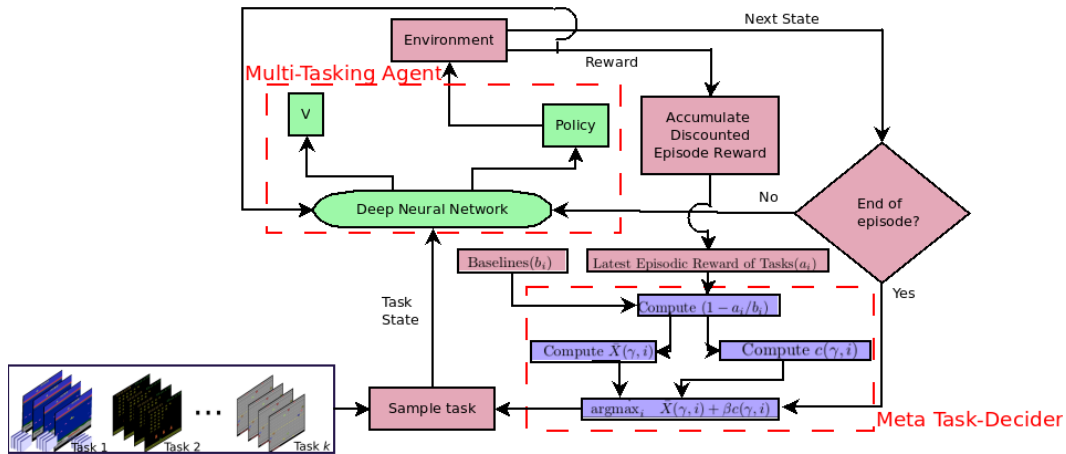 Next State
Environment
Reward
Multi-Tasking Agent
V
Policy
Accumulate
Discounted
Episode Reward
Deep Neural Network
No
End of
episode?
Baselines(b_i)
Latest Episodic Reward of Tasks(a_i)
Yes
Task
State
Compute (1 − a_i/b_i)
Compute X̄(γ, i)
Compute c(γ, i)
Sample task
argmax_i X̄(γ, i) + βc(γ, i)
Meta Task-Decider
Task 1
Task 2
...
Task k